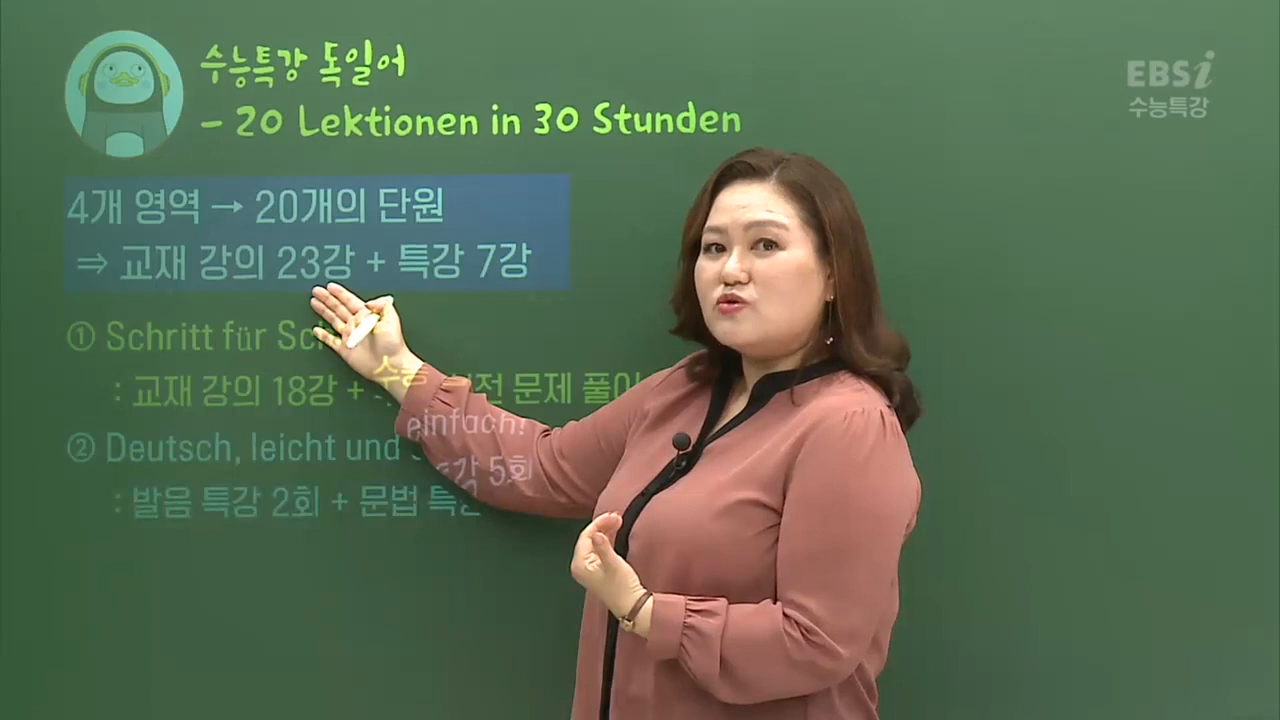 수능특강 독일어
- 20 Lektionen in 30 Stunden
EBSi
수능특강
4개 영역 → 20개의 단원
⇒ 교재 강의 23강 + 특강 7강
① Schritt für
: 교재 강의 18강 + 수능 실전 문제 풀이
② Deutsch, leicht und einfach!
: 발음 특강 2회 + 문법 특강 5회